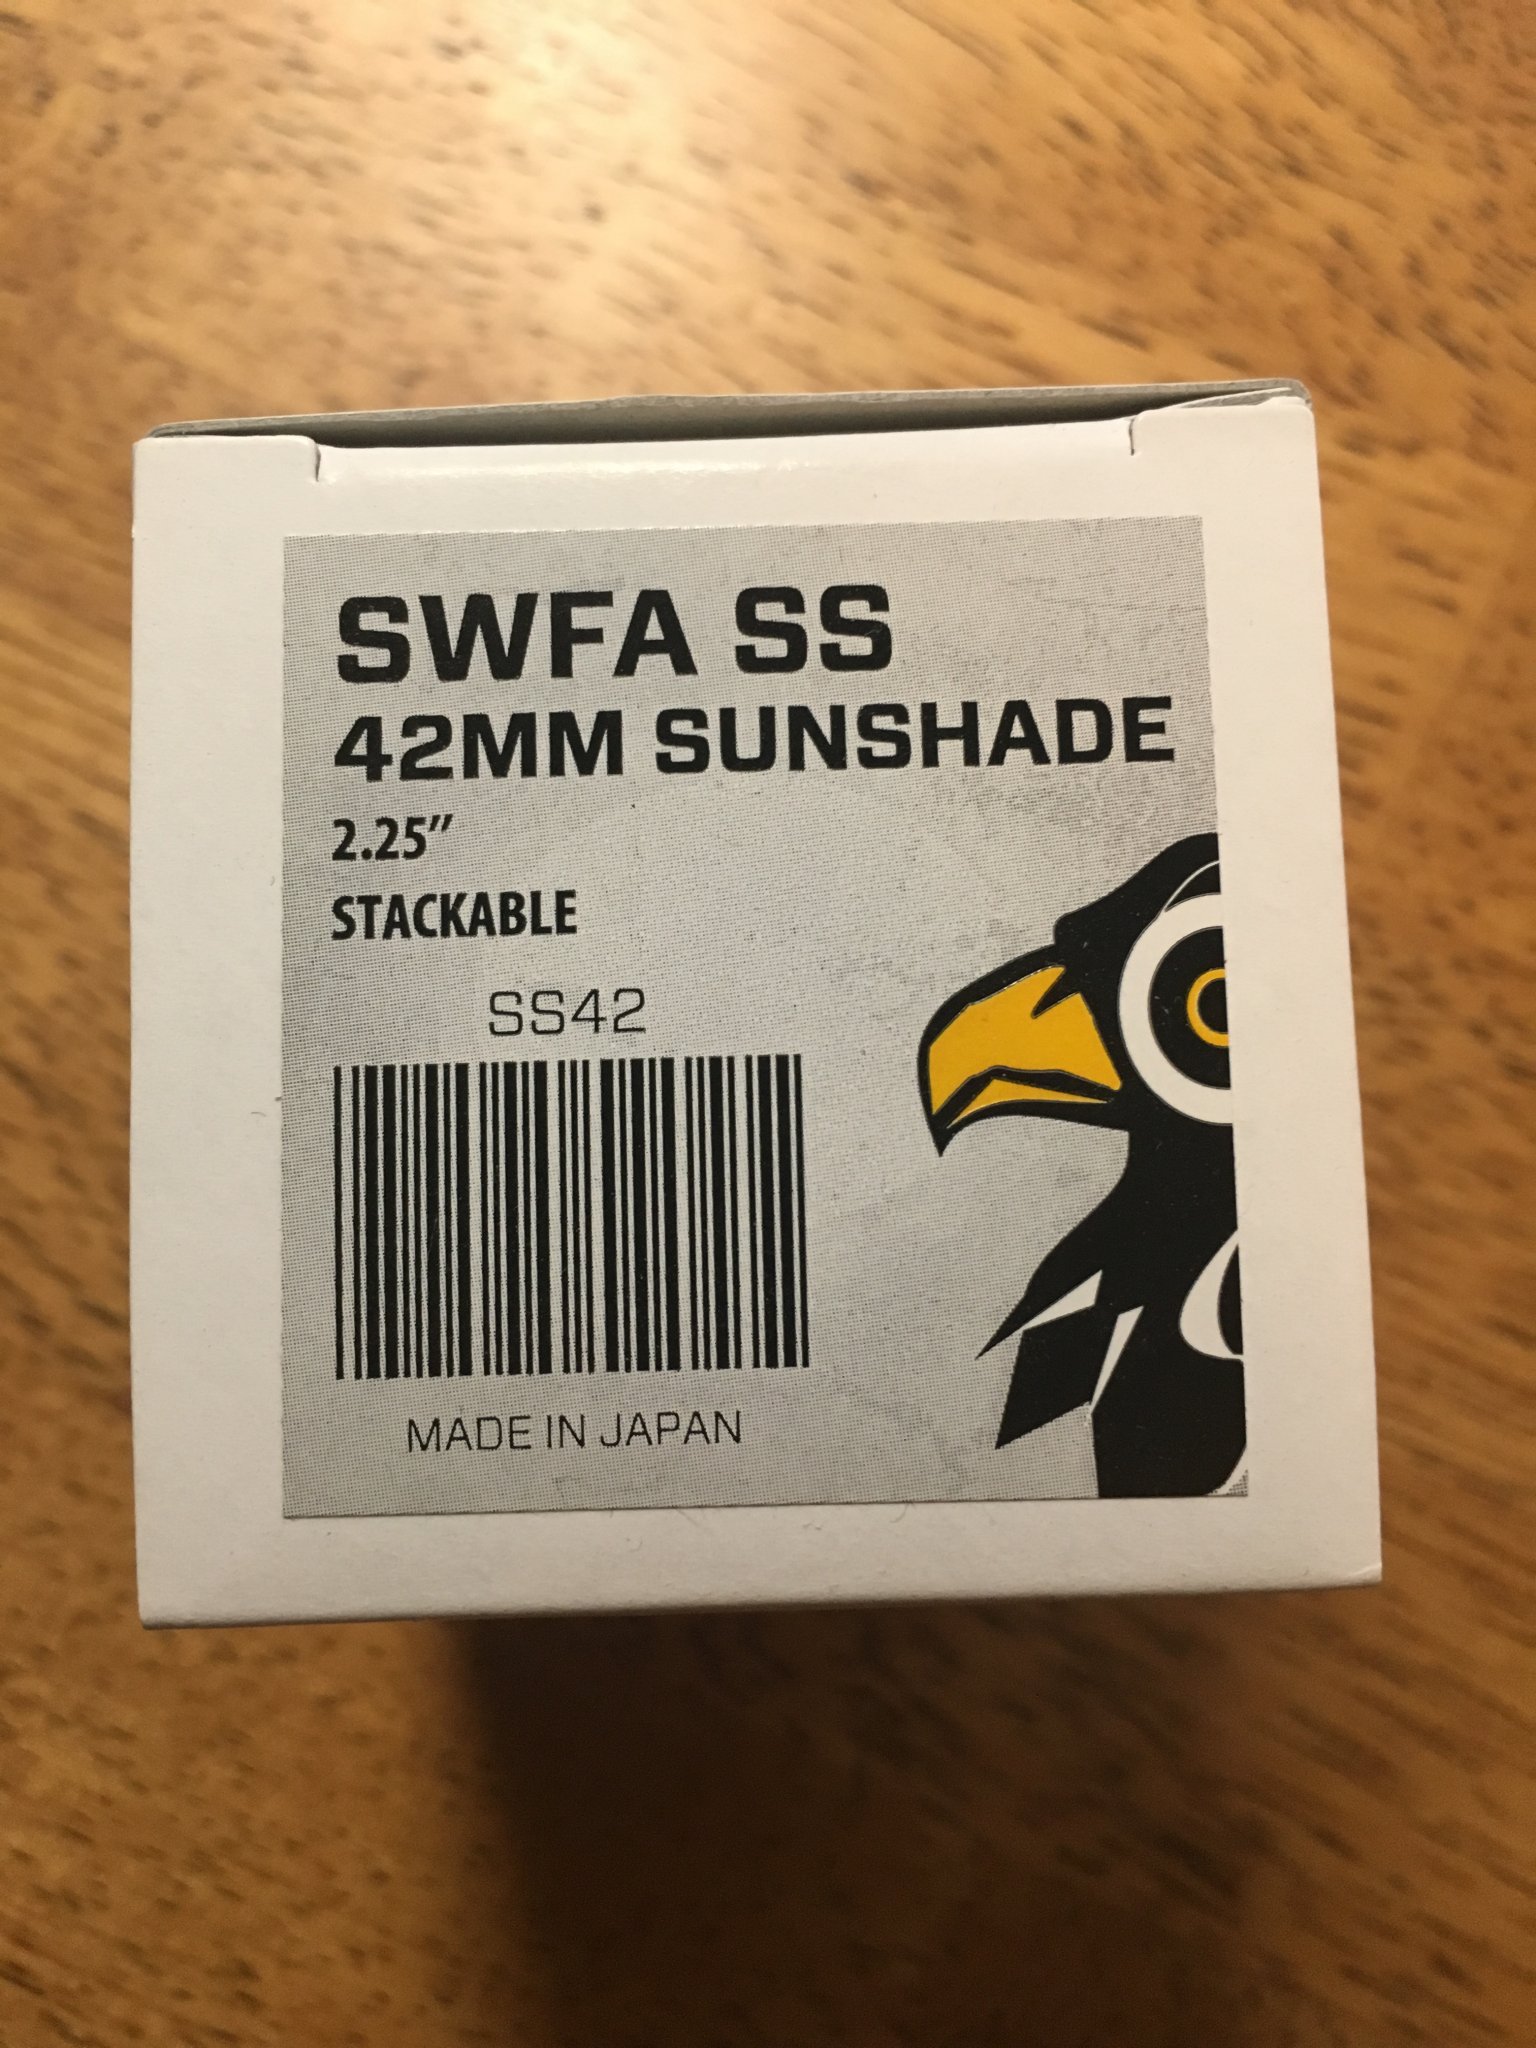 SWFA SS
42MM SUNSHADE
2.25″
STACKABLE
SS42
MADE IN JAPAN